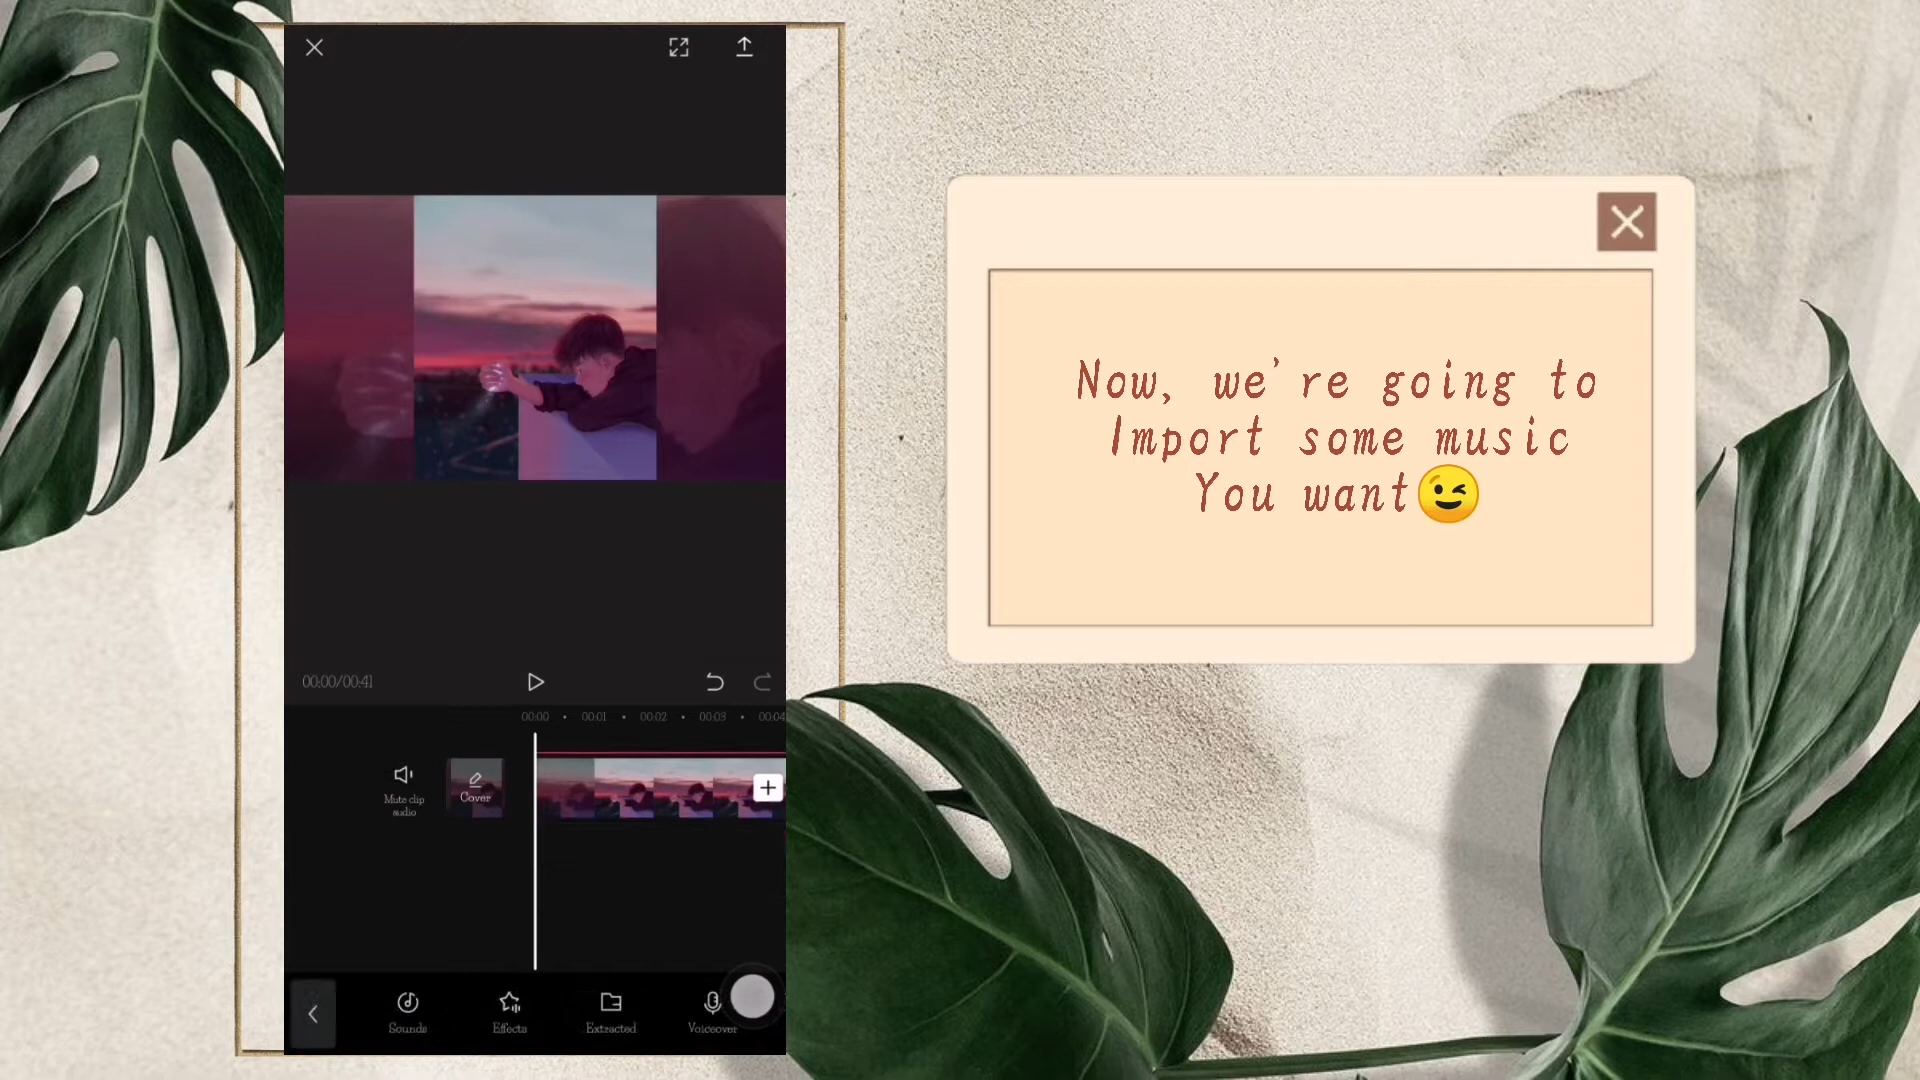 00:00/00:41
00:00 • 00:01 • 00:02 • 00:03 • 00:04
Mute clip
audio
Cover
Sounds
Effects
Extracted
Voiceover
Now, we're going to
Import some music
You want😉